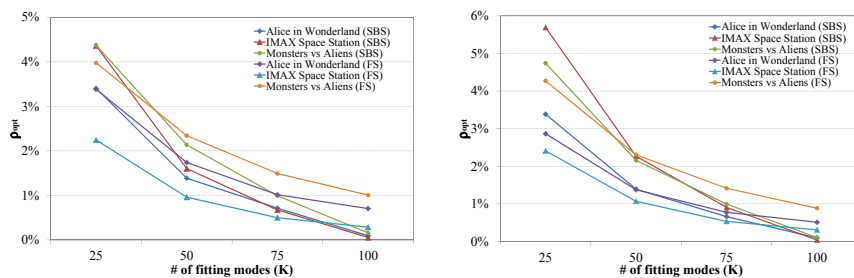 5%
4%
3%
2%
1%
0%
ρopt
25 50 75 100
# of fitting modes (K)
Alice in Wonderland (SBS)
IMAX Space Station (SBS)
Monsters vs Aliens (SBS)
Alice in Wonderland (FS)
IMAX Space Station (FS)
Monsters vs Aliens (FS)
6%
5%
4%
3%
2%
1%
0%
ρopt
25 50 75 100
# of fitting modes (K)
Alice in Wonderland (SBS)
IMAX Space Station (SBS)
Monsters vs Aliens (SBS)
Alice in Wonderland (FS)
IMAX Space Station (FS)
Monsters vs Aliens (FS)